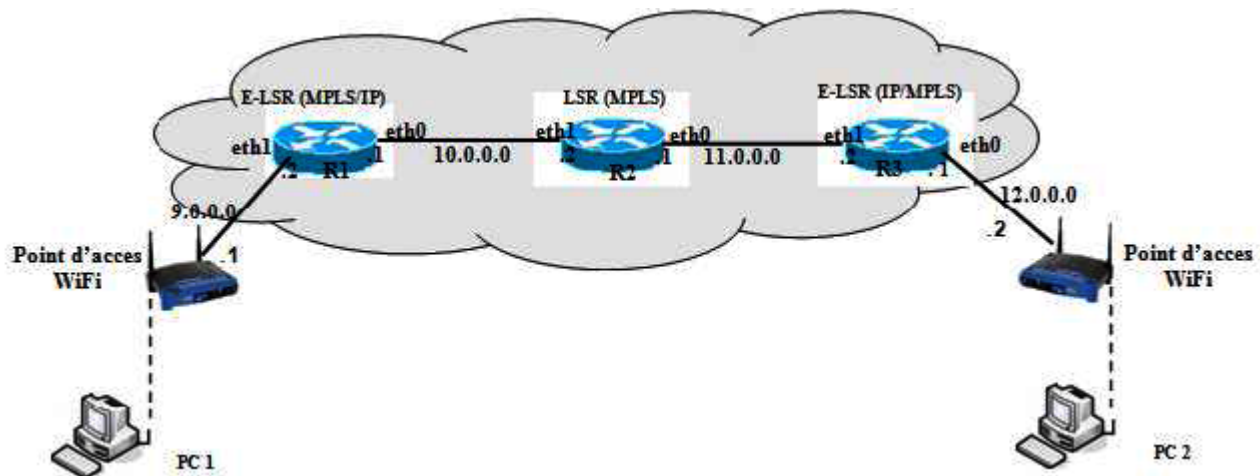 E-LSR (MPLS/IP)
LSR (MPLS)
E-LSR (IP/MPLS)
eth1
eth0
eth1
eth0
eth1
eth0
.2
R1
.1
10.0.0.0
.2
R2
.1
11.0.0.0
.2
R3
.1
9.0.0.0
12.0.0.0
.1
.2
Point d'acces
WiFi
Point d'acces
WiFi
PC 1
PC 2